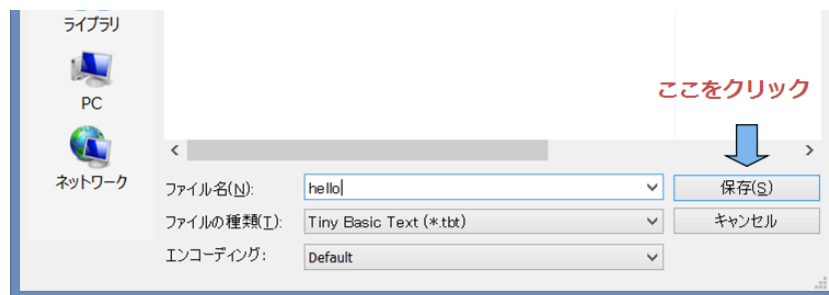 ライブラリ
PC
ネットワーク
ここをクリック
ファイル名(N): hello 保存(S)
ファイルの種類(T): Tiny Basic Text (*.tbt) キャンセル
エンコーディング: Default